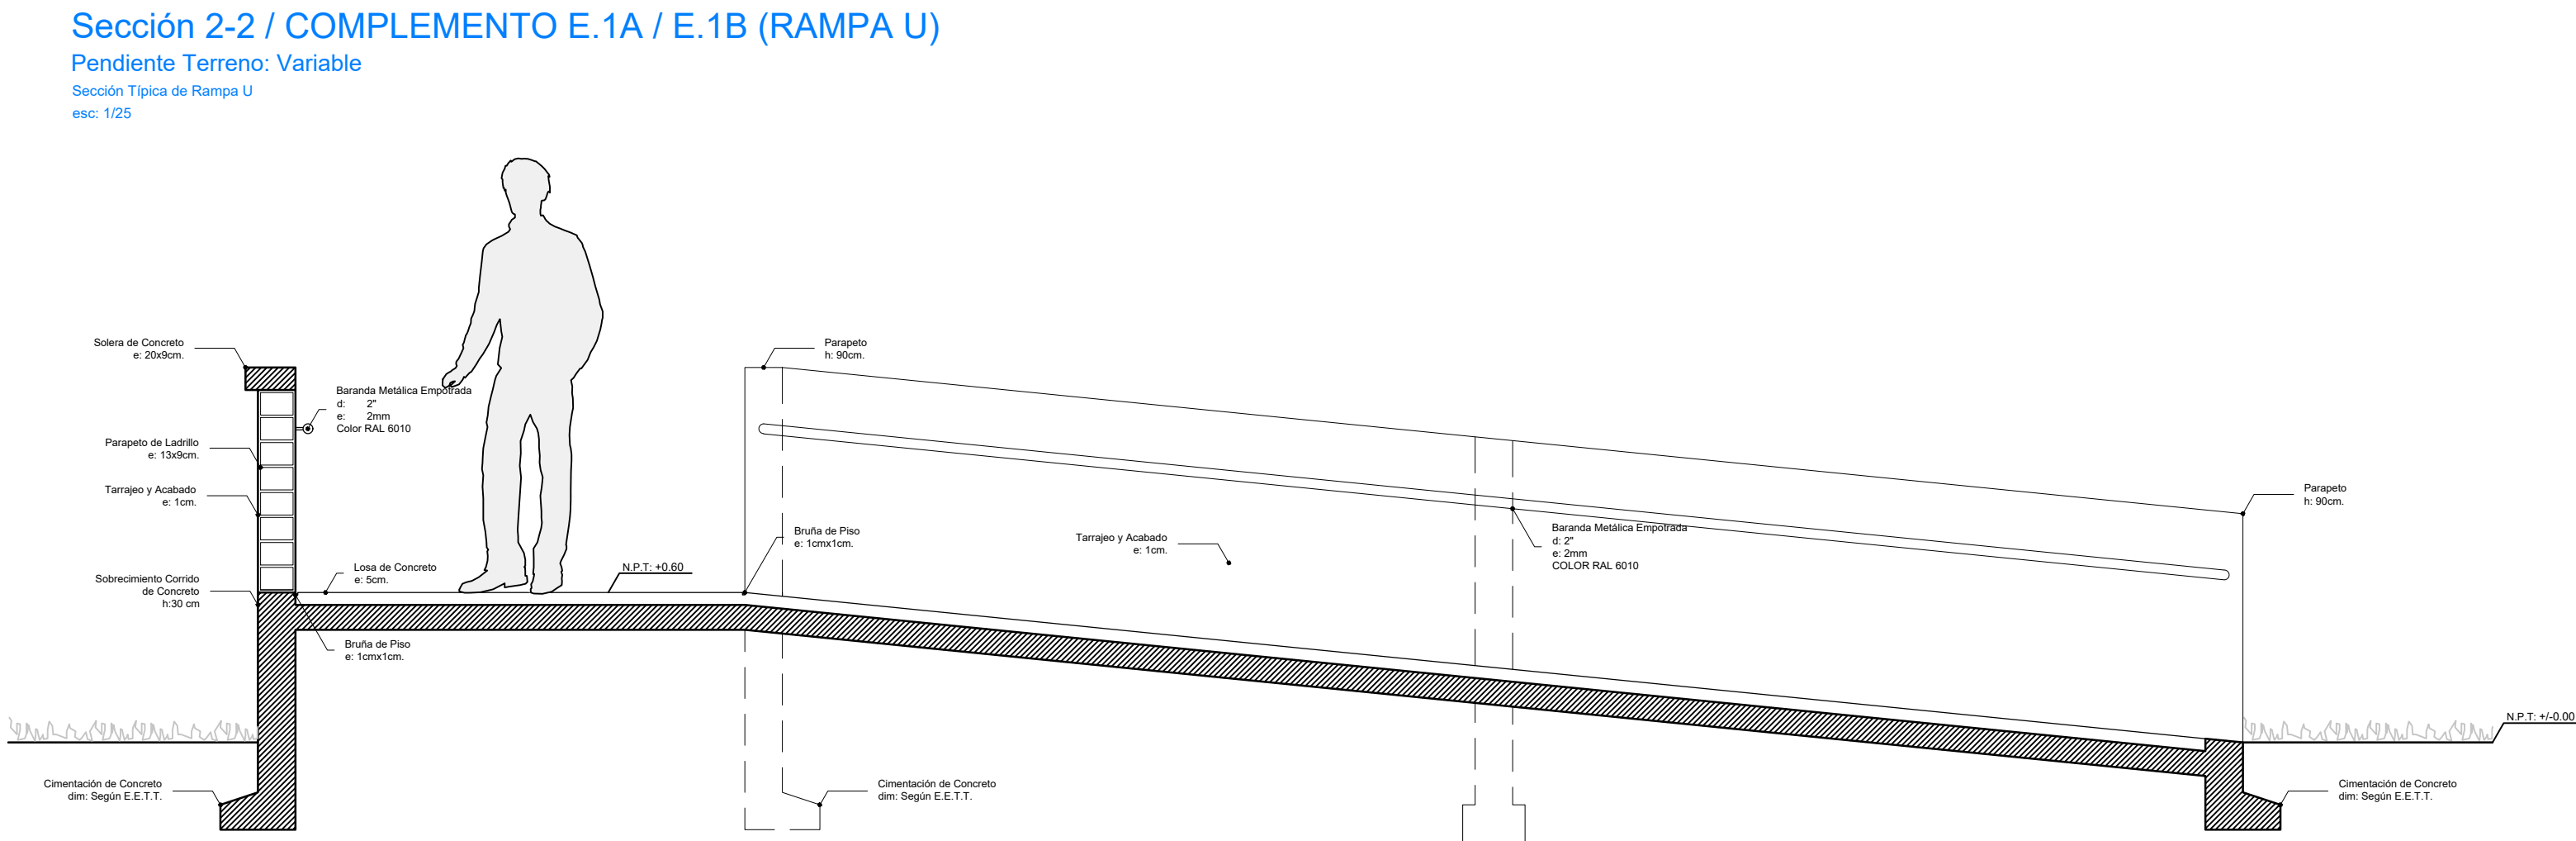 Sección 2-2 / COMPLEMENTO E.1A / E.1B (RAMPA U)
Pendiente Terreno: Variable
Sección Típica de Rampa U
esc: 1/25
Solera de Concreto
e: 20x9cm.
Baranda Metálica Empotrada
d: 2"
e: 2mm
Color RAL 6010
Parapeto de Ladrillo
e: 13x9cm.
Tarrajeo y Acabado
e: 1cm.
Losa de Concreto
e: 5cm.
Sobrecimiento Corrido
de Concreto
h:30 cm
Bruña de Piso
e: 1cmx1cm.
Cimentación de Concreto
dim: Según E.E.T.T.
N.P.T: +0.60
Parapeto
h: 90cm.
Bruña de Piso
e: 1cmx1cm.
Tarrajeo y Acabado
e: 1cm.
Cimentación de Concreto
dim: Según E.E.T.T.
Baranda Metálica Empotrada
d: 2"
e: 2mm
COLOR RAL 6010
Parapeto
h: 90cm.
N.P.T: +/-0.00
Cimentación de Concreto
dim: Según E.E.T.T.